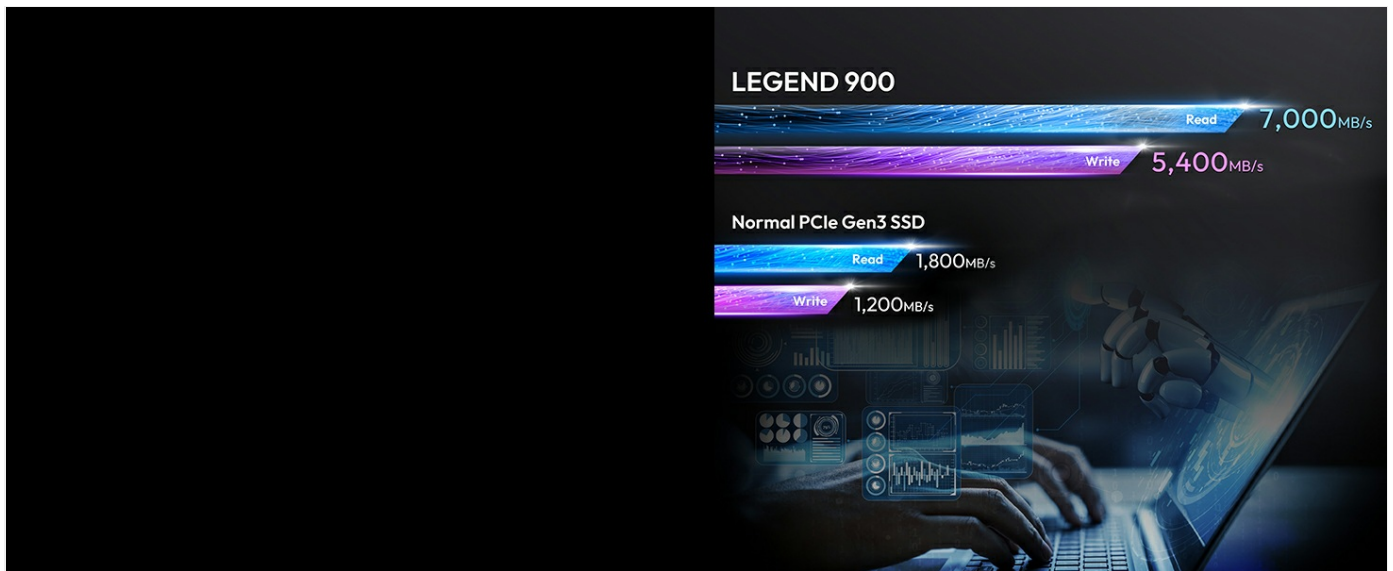 LEGEND 900
Read 7,000MB/s
Write 5,400MB/s
Normal PCIe Gen3 SSD
Read 1,800MB/s
Write 1,200MB/s